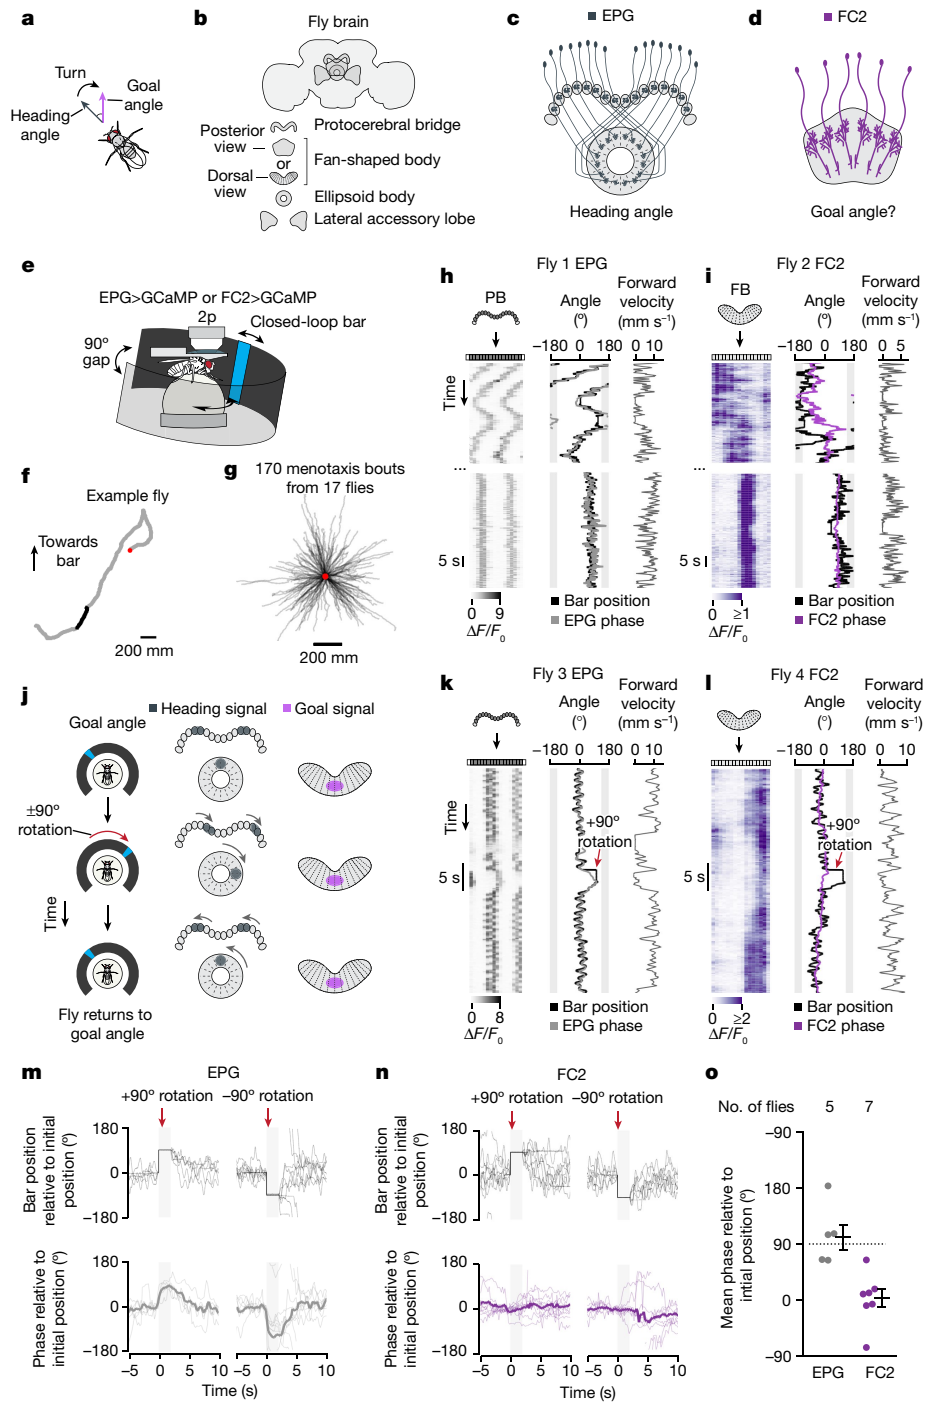 a
Turn
Goal
angle
Heading
angle
b
Fly brain
Posterior
view
or
Dorsal
view
Protocerebral bridge
Fan-shaped body
Ellipsoid body
Lateral accessory lobe
c
EPG
Heading angle
d
FC2
Goal angle?
e
EPG>GCaMP or FC2>GCaMP
2p
Closed-loop bar
90º
gap
f
Example fly
Towards
bar
200 mm
g
170 menotaxis bouts
from 17 flies
200 mm
h
Fly 1 EPG
PB
Angle
(º)
Forward
velocity
(mm s⁻¹)
−180 0 180
0 10
Time
...
5 s
0 9
ΔF/F₀
Bar position
EPG phase
i
Fly 2 FC2
FB
Angle
(º)
Forward
velocity
(mm s⁻¹)
−180 0 180
0 5
...
5 s
0 ≥1
ΔF/F₀
Bar position
FC2 phase
j
Heading signal
Goal signal
Goal angle
±90º
rotation
Time
Fly returns to
goal angle
k
Fly 3 EPG
Angle
(º)
Forward
velocity
(mm s⁻¹)
−180 0 180
0 10
Time
+90º
rotation
5 s
0 8
ΔF/F₀
Bar position
EPG phase
l
Fly 4 FC2
Angle
(º)
Forward
velocity
(mm s⁻¹)
−180 0 180
0 10
+90º
rotation
5 s
0 ≥2
ΔF/F₀
Bar position
FC2 phase
m
EPG
+90º rotation −90º rotation
Bar position
relative to initial
position (º)
180
0
−180
Phase relative to
initial position (º)
180
0
−180
−5 0 5 10 −5 0 5 10
Time (s)
n
FC2
+90º rotation −90º rotation
Bar position
relative to initial
position (º)
180
0
−180
Phase relative to
initial position (º)
180
0
−180
−5 0 5 10 −5 0 5 10
Time (s)
o
No. of flies 5 7
Mean phase relative to
intial position (º)
−90
180
90
0
−90
EPG FC2